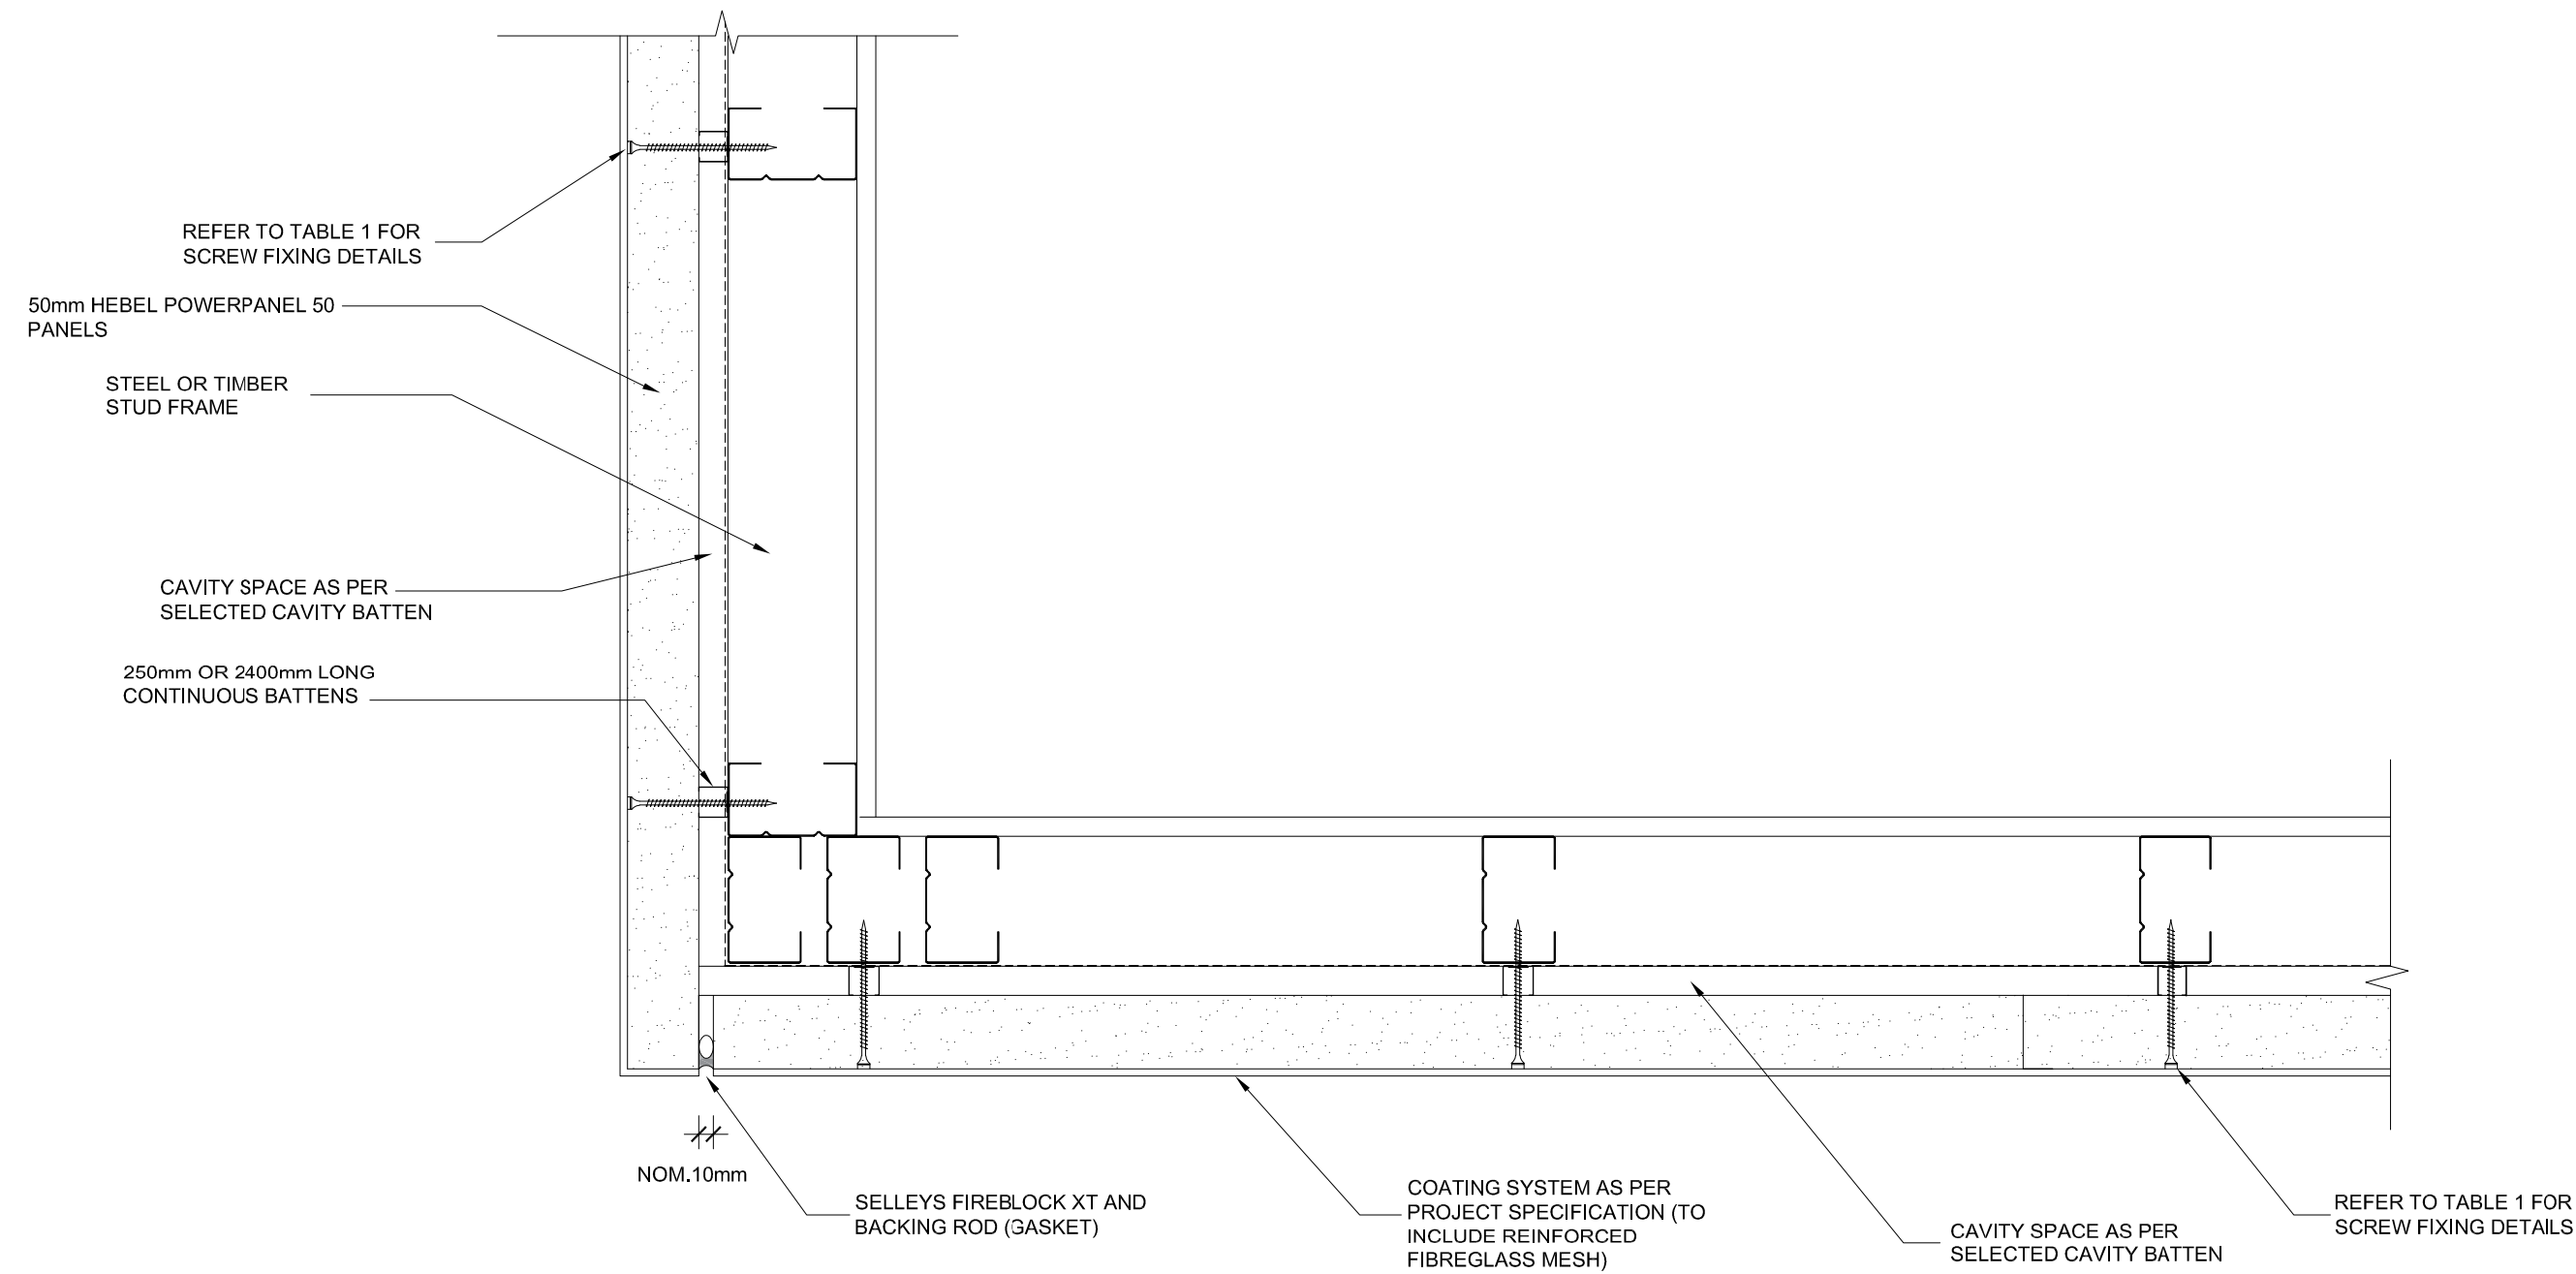 REFER TO TABLE 1 FOR
SCREW FIXING DETAILS
50mm HEBEL POWERPANEL 50
PANELS
STEEL OR TIMBER
STUD FRAME
CAVITY SPACE AS PER
SELECTED CAVITY BATTEN
250mm OR 2400mm LONG
CONTINUOUS BATTENS
NOM.10mm
SELLEYS FIREBLOCK XT AND
BACKING ROD (GASKET)
COATING SYSTEM AS PER
PROJECT SPECIFICATION (TO
INCLUDE REINFORCED
FIBREGLASS MESH)
CAVITY SPACE AS PER
SELECTED CAVITY BATTEN
REFER TO TABLE 1 FOR
SCREW FIXING DETAILS